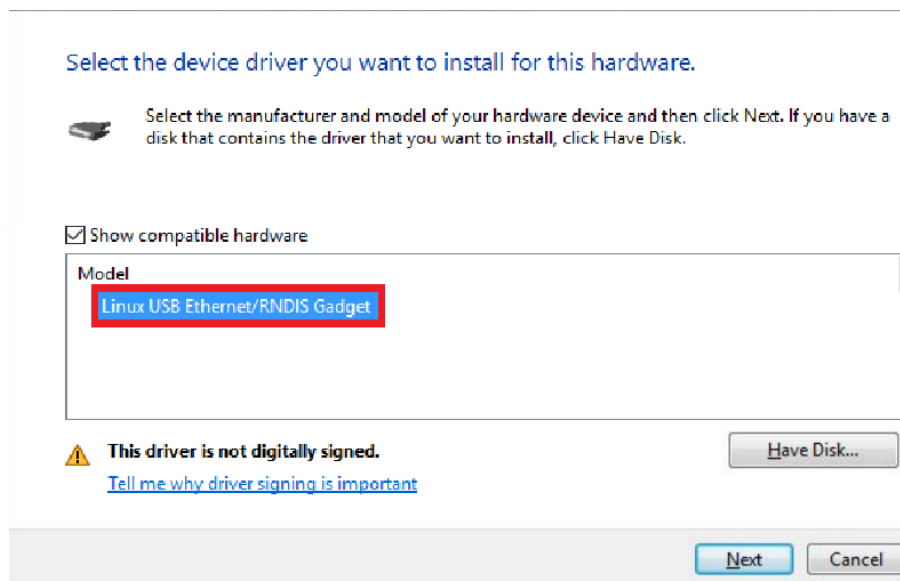 Select the device driver you want to install for this hardware.
Select the manufacturer and model of your hardware device and then click Next. If you have a
disk that contains the driver that you want to install, click Have Disk.
Show compatible hardware
Model
Linux USB Ethernet/RNDIS Gadget
This driver is not digitally signed.
Have Disk...
Tell me why driver signing is important
Next
Cancel